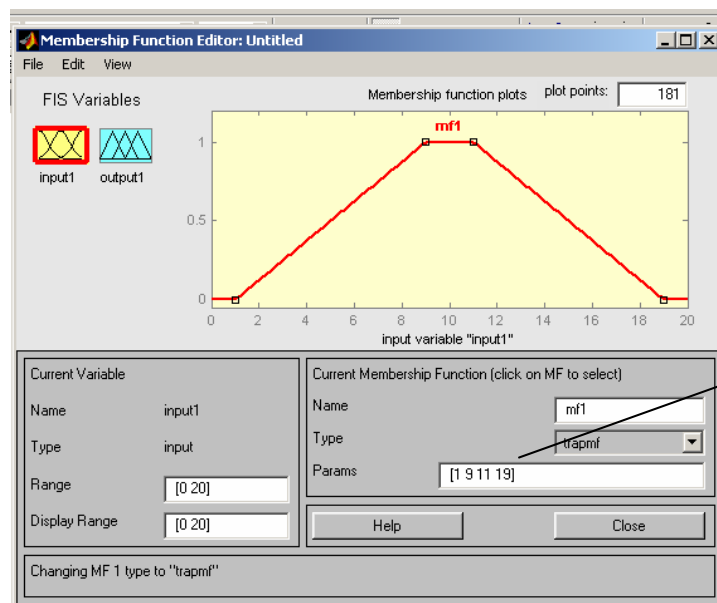 Membership Function Editor: Untitled
File Edit View
FIS Variables
Membership function plots plot points: 181
mf1
input1 output1
1
0.5
0
0 2 4 6 8 10 12 14 16 18 20
input variable "input1"
Current Variable
Name input1
Type input
Range [0 20]
Display Range [0 20]
Current Membership Function (click on MF to select)
Name mf1
Type trapmf
Params [1 9 11 19]
Help Close
Changing MF 1 type to "trapmf"